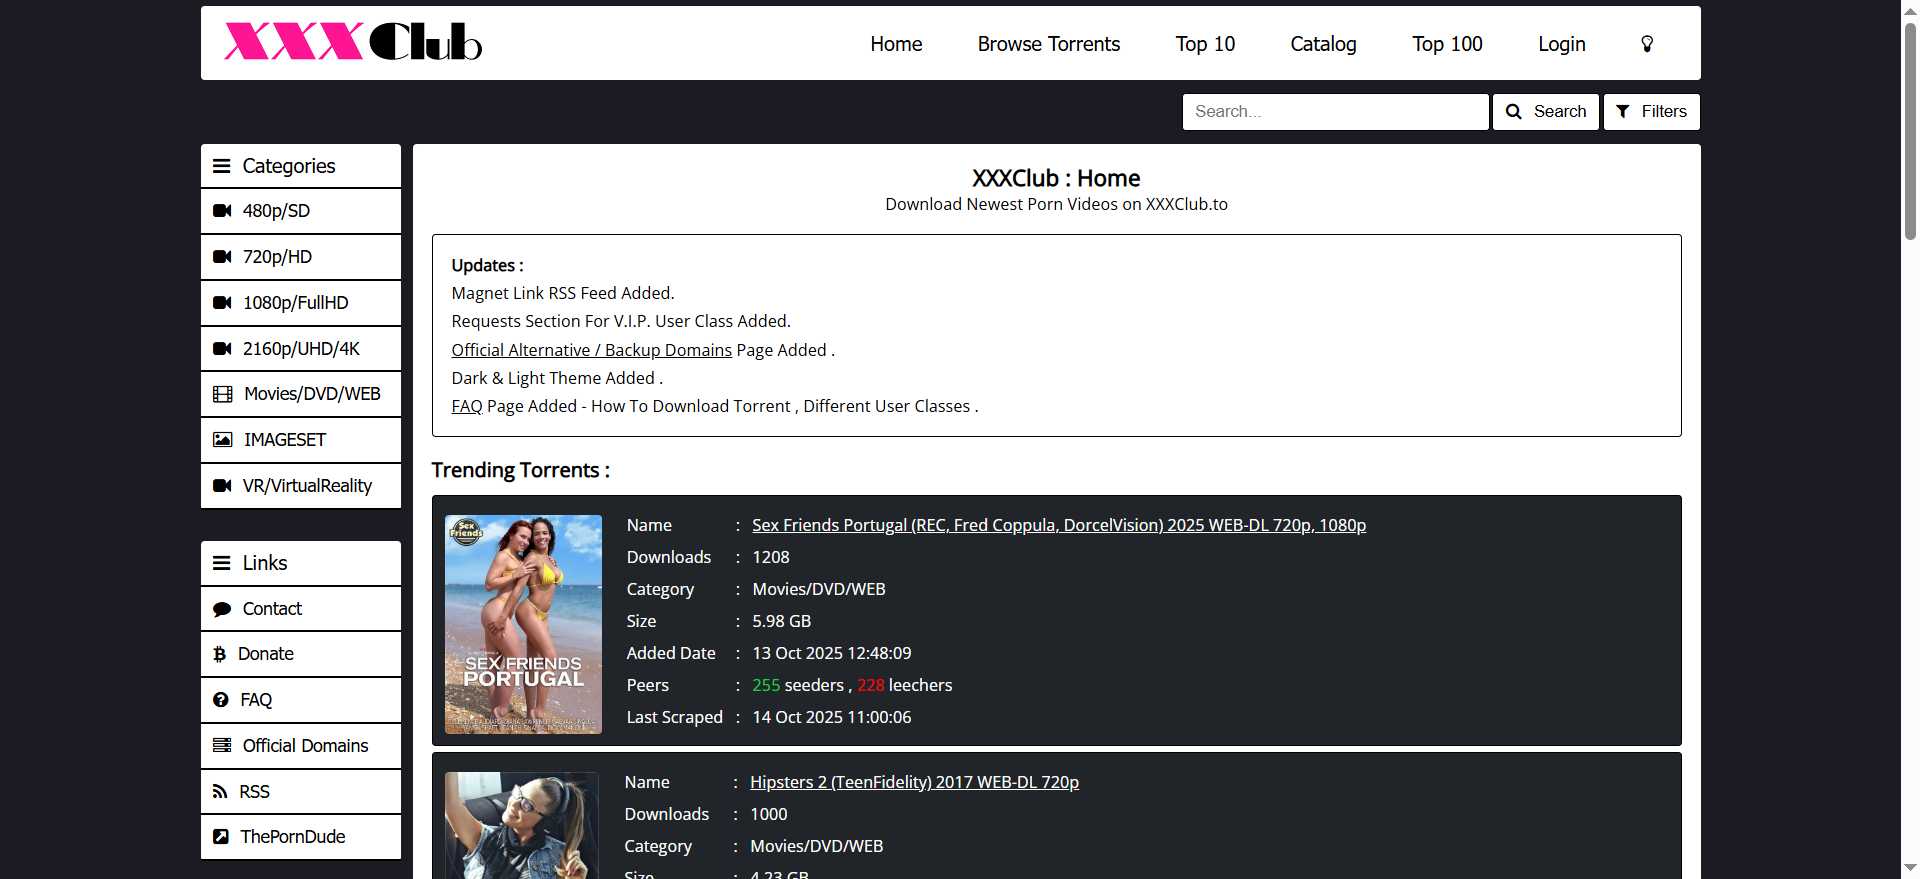 XXXClub
Home
Browse Torrents
Top 10
Catalog
Top 100
Login
Search...
Search
Filters
Categories
480p/SD
720p/HD
1080p/FullHD
2160p/UHD/4K
Movies/DVD/WEB
IMAGESET
VR/VirtualReality
Links
Contact
Donate
FAQ
Official Domains
RSS
ThePornDude
XXXClub : Home
Download Newest Porn Videos on XXXClub.to
Updates :
Magnet Link RSS Feed Added.
Requests Section For V.I.P. User Class Added.
Official Alternative / Backup Domains Page Added .
Dark & Light Theme Added .
FAQ Page Added - How To Download Torrent , Different User Classes .
Trending Torrents :
Sex
Friends
SEX FRIENDS
PORTUGAL
Name : Sex Friends Portugal (REC, Fred Coppula, DorcelVision) 2025 WEB-DL 720p, 1080p
Downloads : 1208
Category : Movies/DVD/WEB
Size : 5.98 GB
Added Date : 13 Oct 2025 12:48:09
Peers : 255 seeders , 228 leechers
Last Scraped : 14 Oct 2025 11:00:06
Name : Hipsters 2 (TeenFidelity) 2017 WEB-DL 720p
Downloads : 1000
Category : Movies/DVD/WEB
Size : 4.23 GB